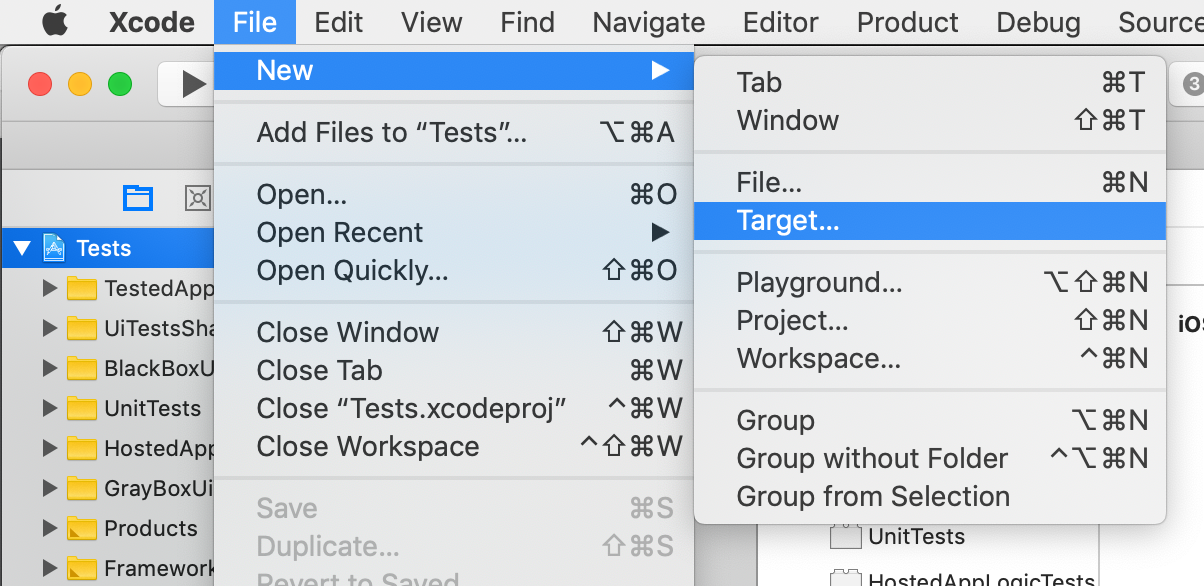 Xcode File Edit View Find Navigate Editor Product Debug Source
New ▶
Add Files to “Tests”... ⌥⌘A
Open... ⌘O
Open Recent ▶
Open Quickly... ⇧⌘O
Close Window ⇧⌘W
Close Tab ⌘W
Close “Tests.xcodeproj” ^⌘W
Close Workspace ^⇧⌘W
Save ⌘S
Duplicate... ⇧⌘S
Revert to Saved
Tab ⌘T
Window ⇧⌘T
File... ⌘N
Target...
Playground... ⌥⇧⌘N
Project... ⇧⌘N
Workspace... ^⌘N
Group ⌥⌘N
Group without Folder ^⌥⌘N
Group from Selection
3
Tests
TestedApp
UiTestsSha
BlackBoxU
UnitTests
HostedApp
GrayBoxUi
Products
Framework
iOS
UnitTests
HostedAppLogicTests